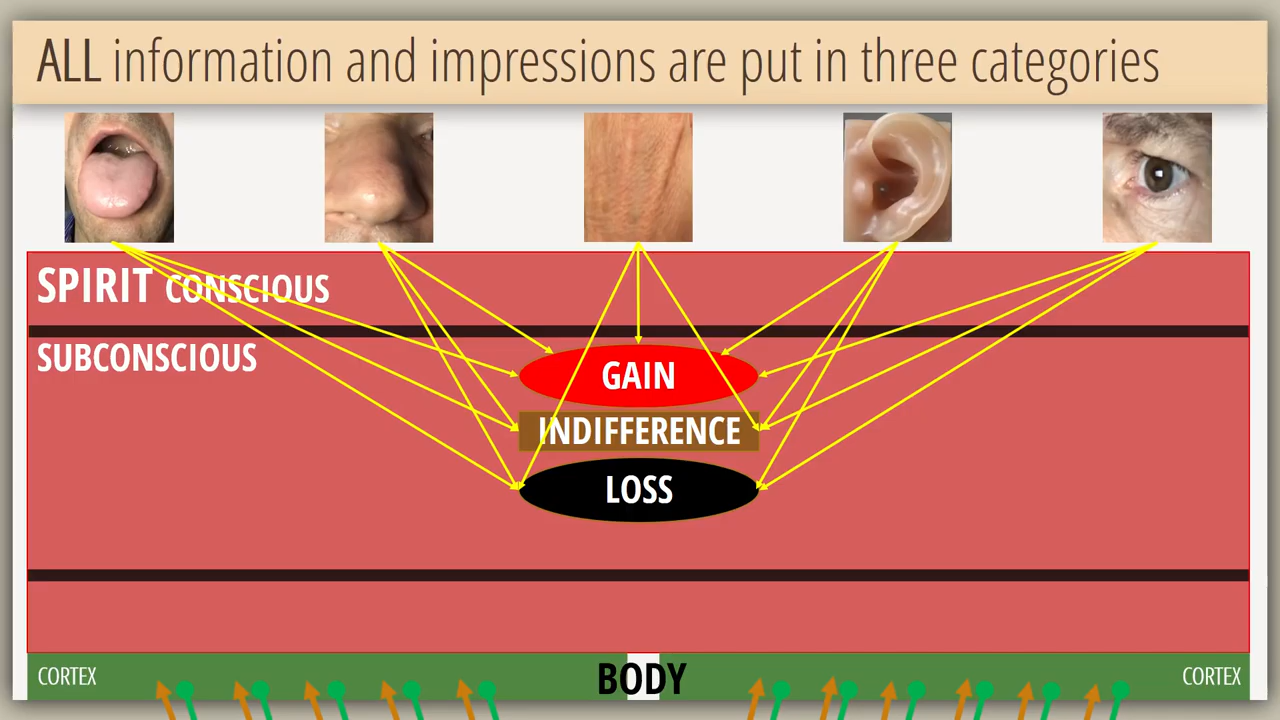 ALL information and impressions are put in three categories
SPIRIT CONSCIOUS
SUBCONSCIOUS
GAIN
INDIFFERENCE
LOSS
CORTEX
BODY
CORTEX